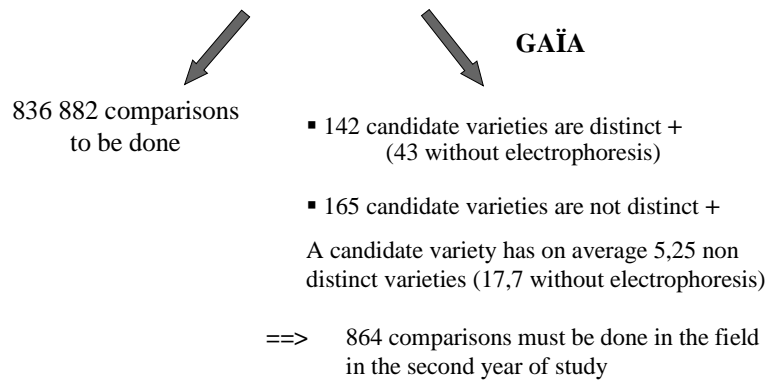 GAÏA
836 882 comparisons
to be done
▪ 142 candidate varieties are distinct +
(43 without electrophoresis)
▪ 165 candidate varieties are not distinct +
A candidate variety has on average 5,25 non
distinct varieties (17,7 without electrophoresis)
==> 864 comparisons must be done in the field
in the second year of study